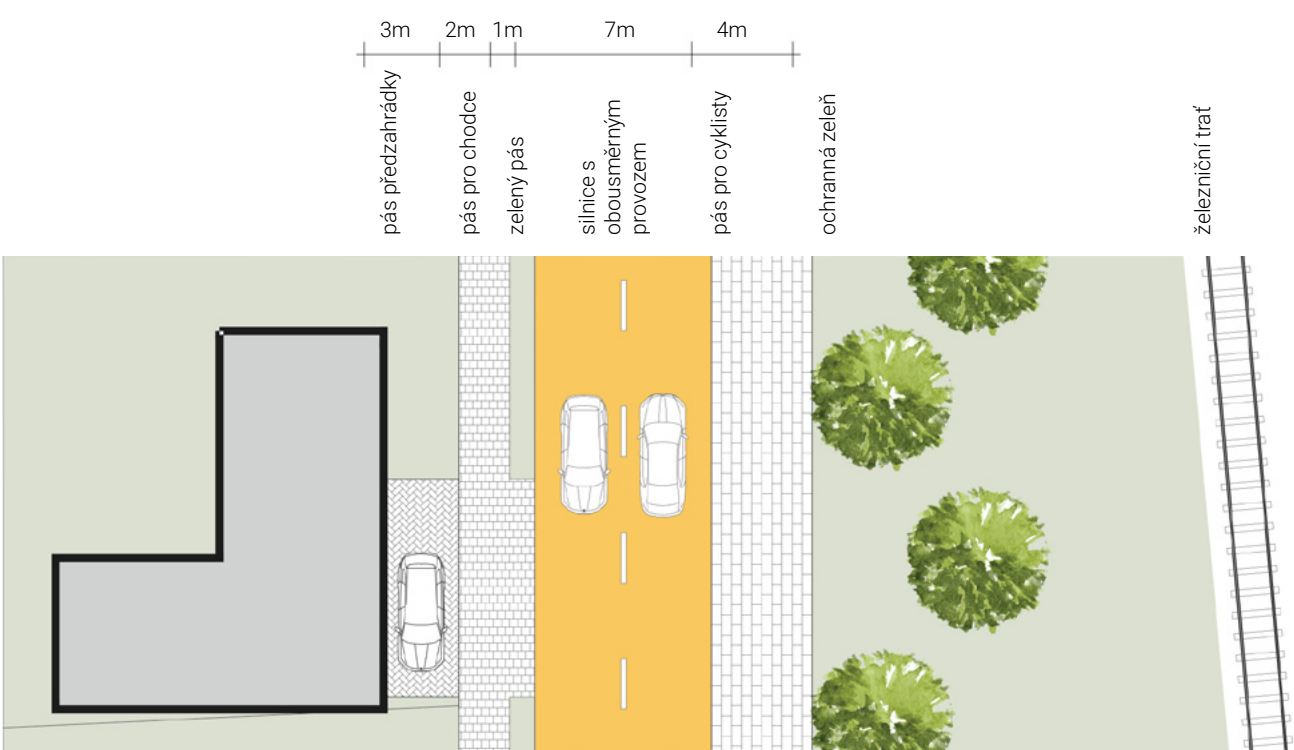 3m 2m 1m 7m 4m
pás předzahrádky
pás pro chodce
zelený pás
silnice s
obousměrným
provozem
pás pro cyklisty
ochranná zeleň
železniční trať